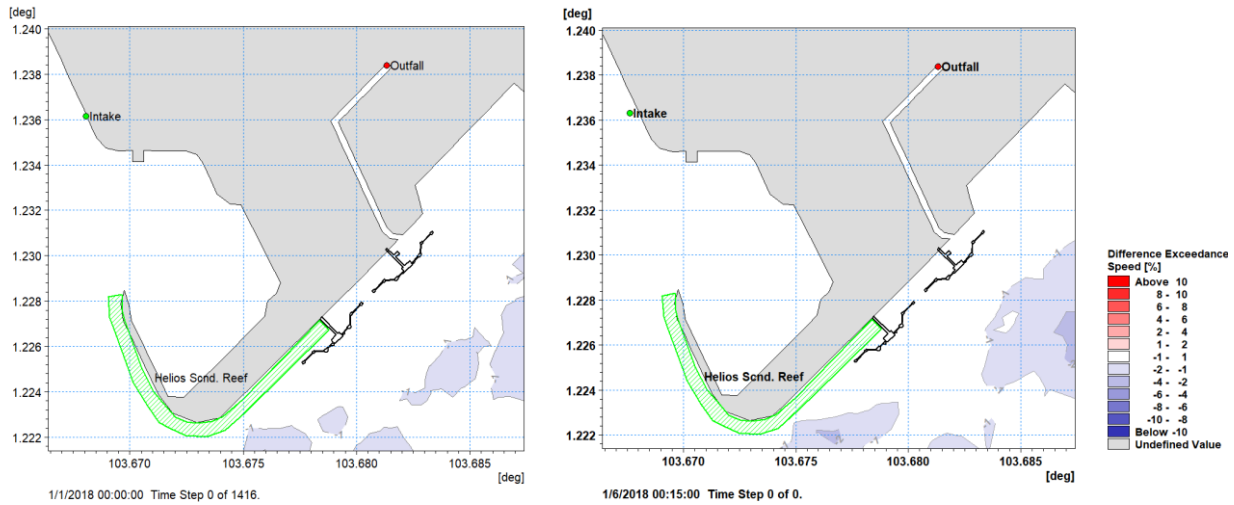 [deg]
1.240
1.238
1.236
1.234
1.232
1.230
1.228
1.226
1.224
1.222
Outfall
Intake
Helios Scnd. Reef
103.670
103.675
103.680
103.685
[deg]
1/1/2018 00:00:00 Time Step 0 of 1416.
[deg]
1.240
1.238
1.236
1.234
1.232
1.230
1.228
1.226
1.224
1.222
Outfall
Intake
Helios Scnd. Reef
103.670
103.675
103.680
103.685
[deg]
1/6/2018 00:15:00 Time Step 0 of 0.
Difference Exceedance
Speed [%]
Above 10
8 - 10
6 - 8
4 - 6
2 - 4
1 - 2
-1 - 1
-2 - -1
-4 - -2
-6 - -4
-8 - -6
-10 - -8
Below -10
Undefined Value